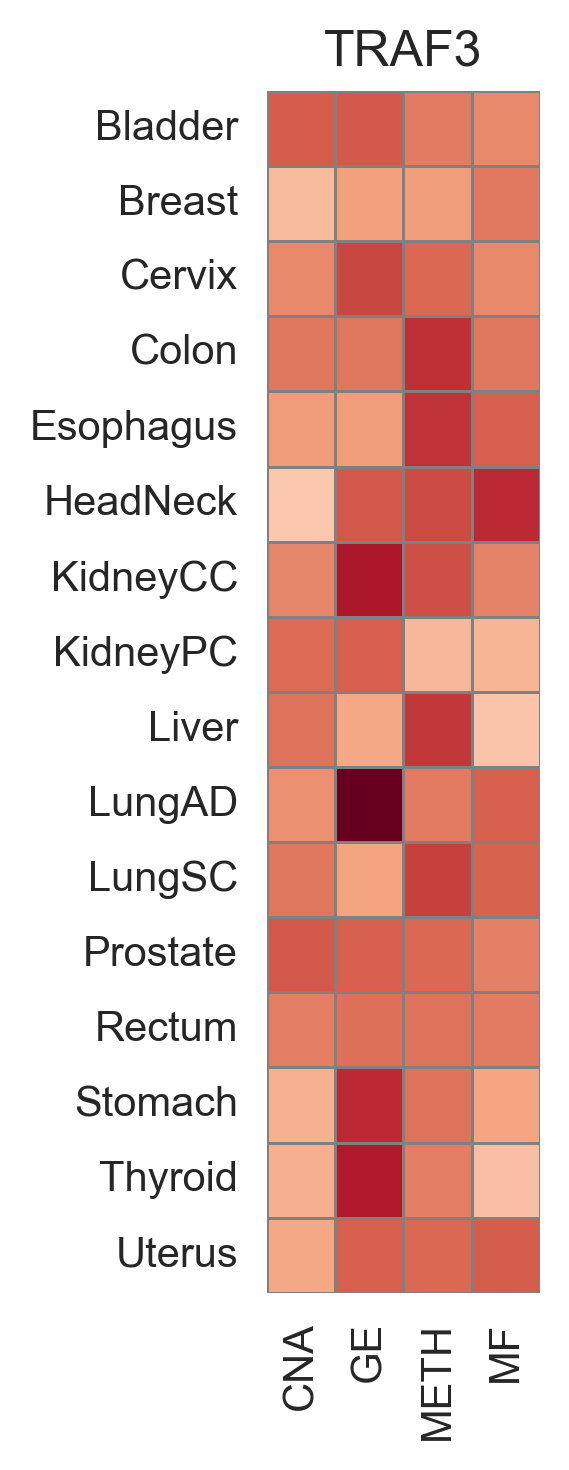 TRAF3
Bladder
Breast
Cervix
Colon
Esophagus
HeadNeck
KidneyCC
KidneyPC
Liver
LungAD
LungSC
Prostate
Rectum
Stomach
Thyroid
Uterus
CNA
GE
METH
MF